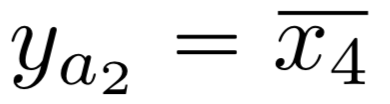 $y_{a_2} = \overline{x_4}$